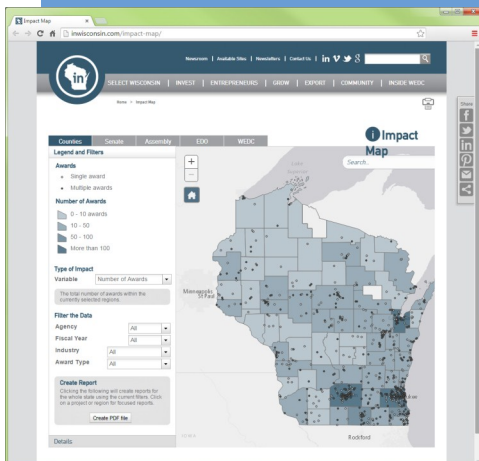 Impact Map
inwisconsin.com/impact-map/
Newsroom | Available Sites | Newsletters | Contact Us |
in
SELECT WISCONSIN | INVEST | ENTREPRENEURS | GROW | EXPORT | COMMUNITY | INSIDE WEDC
Home > Impact Map
Share
Impact Map
Counties Senate Assembly EDO WEDC
Legend and Filters
Search..
Awards
Single award
Multiple awards
Number of Awards
0 - 10 awards
10 - 50
50 - 100
More than 100
Type of Impact
Variable Number of Awards
The total number of awards within the
currently selected regions.
Filter the Data
Agency All
Fiscal Year All
Industry All
Award Type All
Create Report
Clicking the following will create reports for
the whole state using the current filters. Click
on a project or region for focused reports.
Create PDF file
Details
Minneapolis
St Paul
Rockford